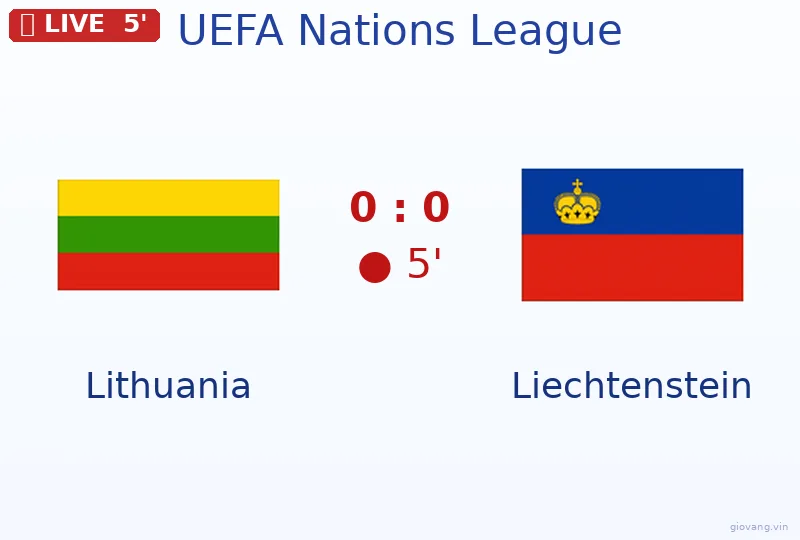 LIVE 5'
UEFA Nations League
0 : 0
● 5'
Lithuania
Liechtenstein
giovang.vin